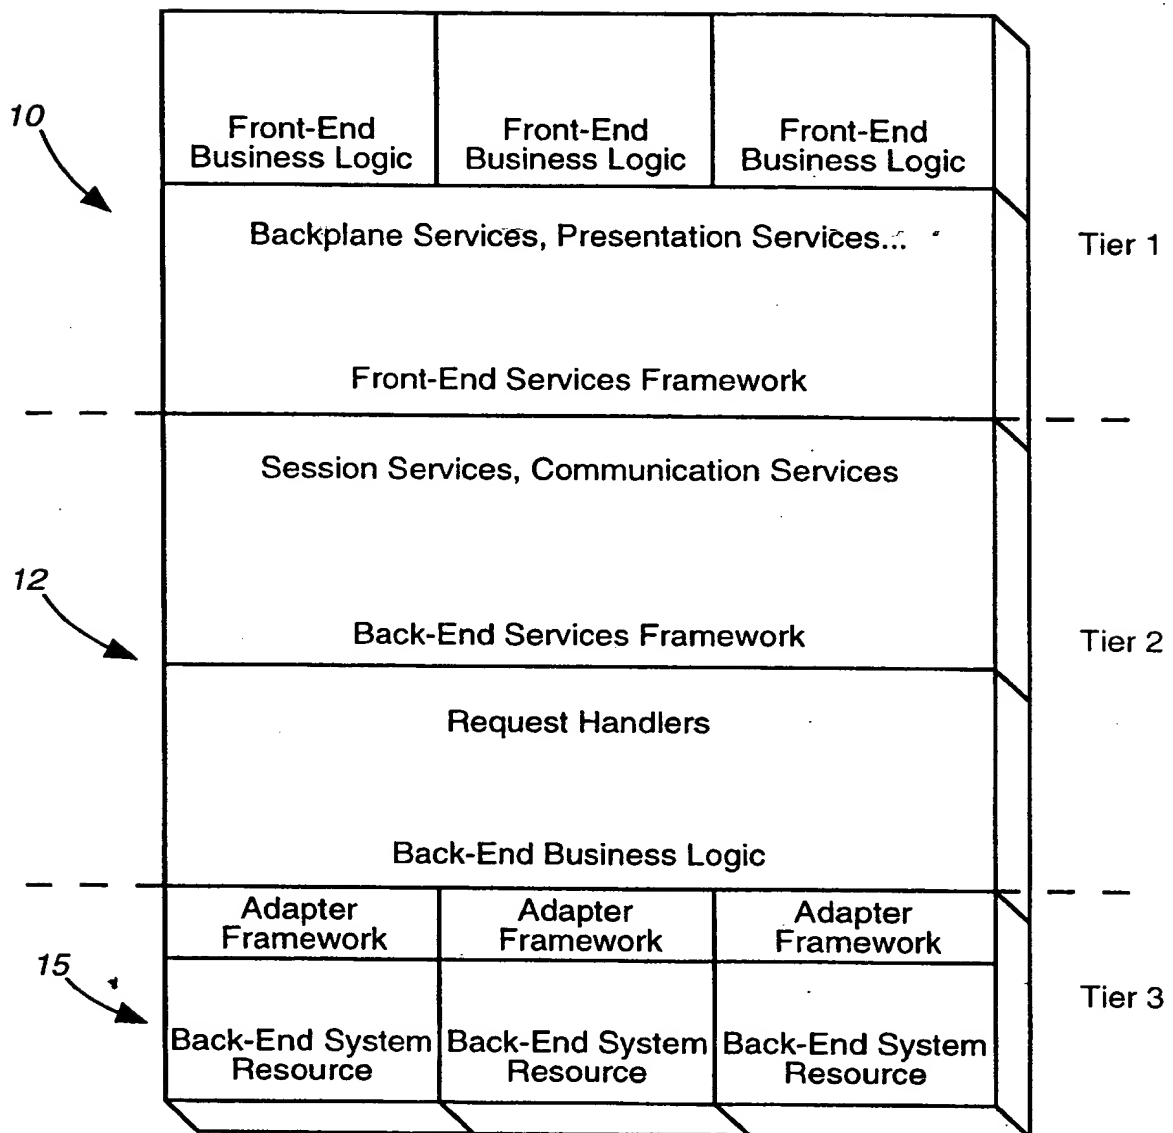 10
Front-End
Business Logic
Front-End
Business Logic
Front-End
Business Logic
Backplane Services, Presentation Services...
Tier 1
Front-End Services Framework
Session Services, Communication Services
12
Back-End Services Framework
Tier 2
Request Handlers
Back-End Business Logic
Adapter
Framework
Adapter
Framework
Adapter
Framework
15
Tier 3
Back-End System
Resource
Back-End System
Resource
Back-End System
Resource